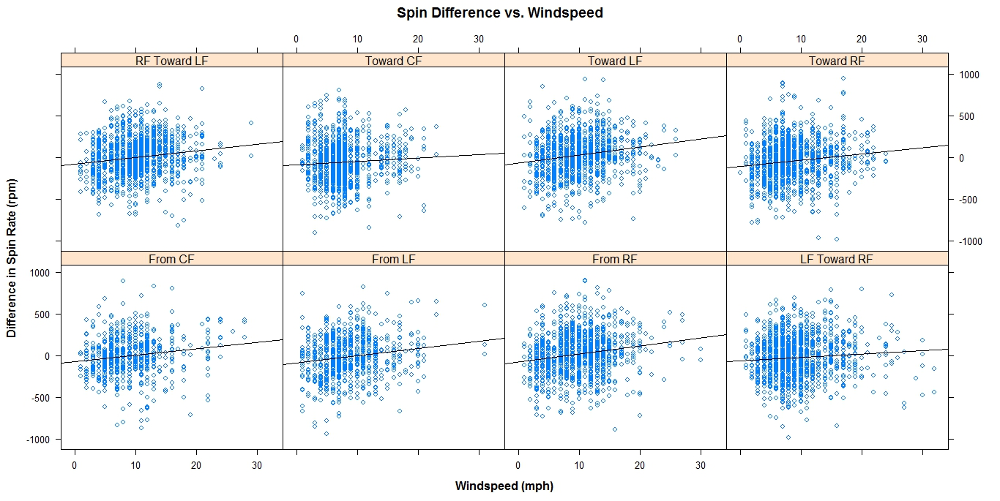 Spin Difference vs. Windspeed
0 10 20 30 0 10 20 30
RF Toward LF Toward CF Toward LF Toward RF
1000
500
0
-500
-1000
From CF From LF From RF LF Toward RF
1000
500
0
-500
-1000
0 10 20 30 0 10 20 30
Difference in Spin Rate (rpm)
Windspeed (mph)